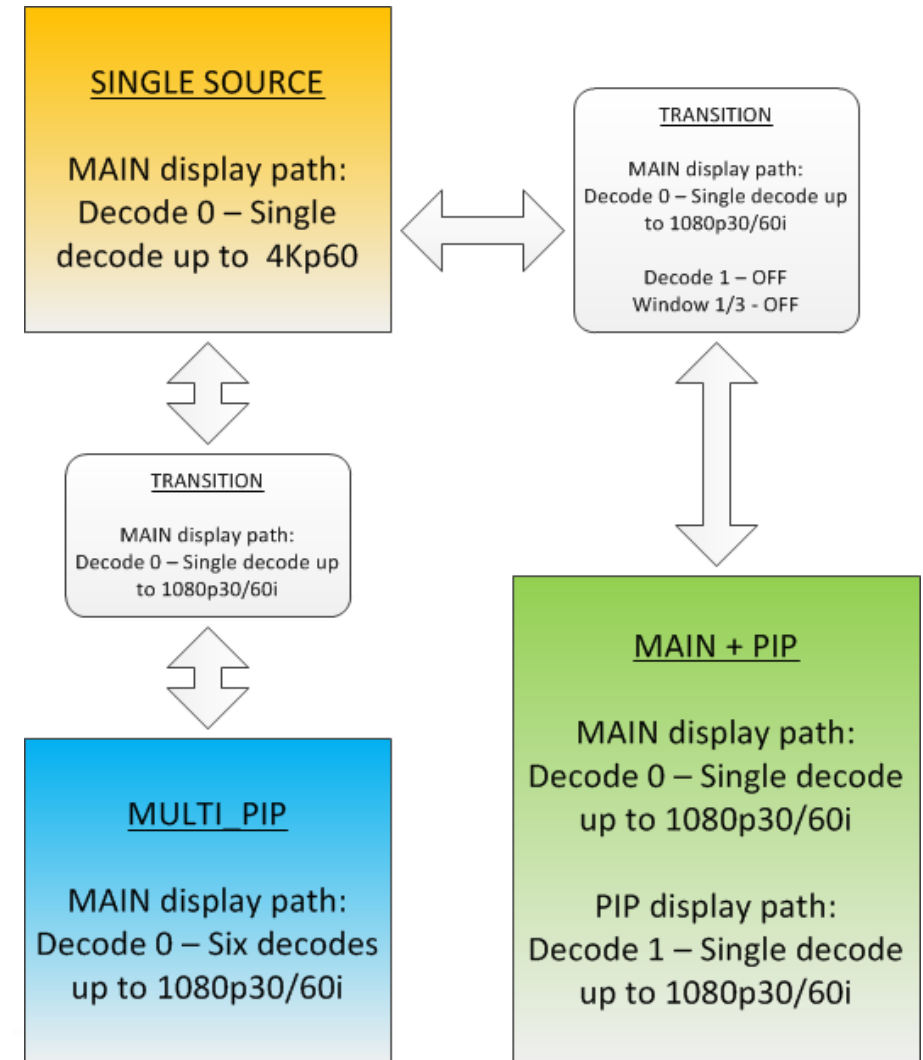 SINGLE SOURCE
MAIN display path:
Decode 0 – Single
decode up to 4Kp60
TRANSITION
MAIN display path:
Decode 0 – Single decode up
to 1080p30/60i
Decode 1 – OFF
Window 1/3 - OFF
TRANSITION
MAIN display path:
Decode 0 – Single decode up
to 1080p30/60i
MULTI_PIP
MAIN display path:
Decode 0 – Six decodes
up to 1080p30/60i
MAIN + PIP
MAIN display path:
Decode 0 – Single decode
up to 1080p30/60i
PIP display path:
Decode 1 – Single decode
up to 1080p30/60i